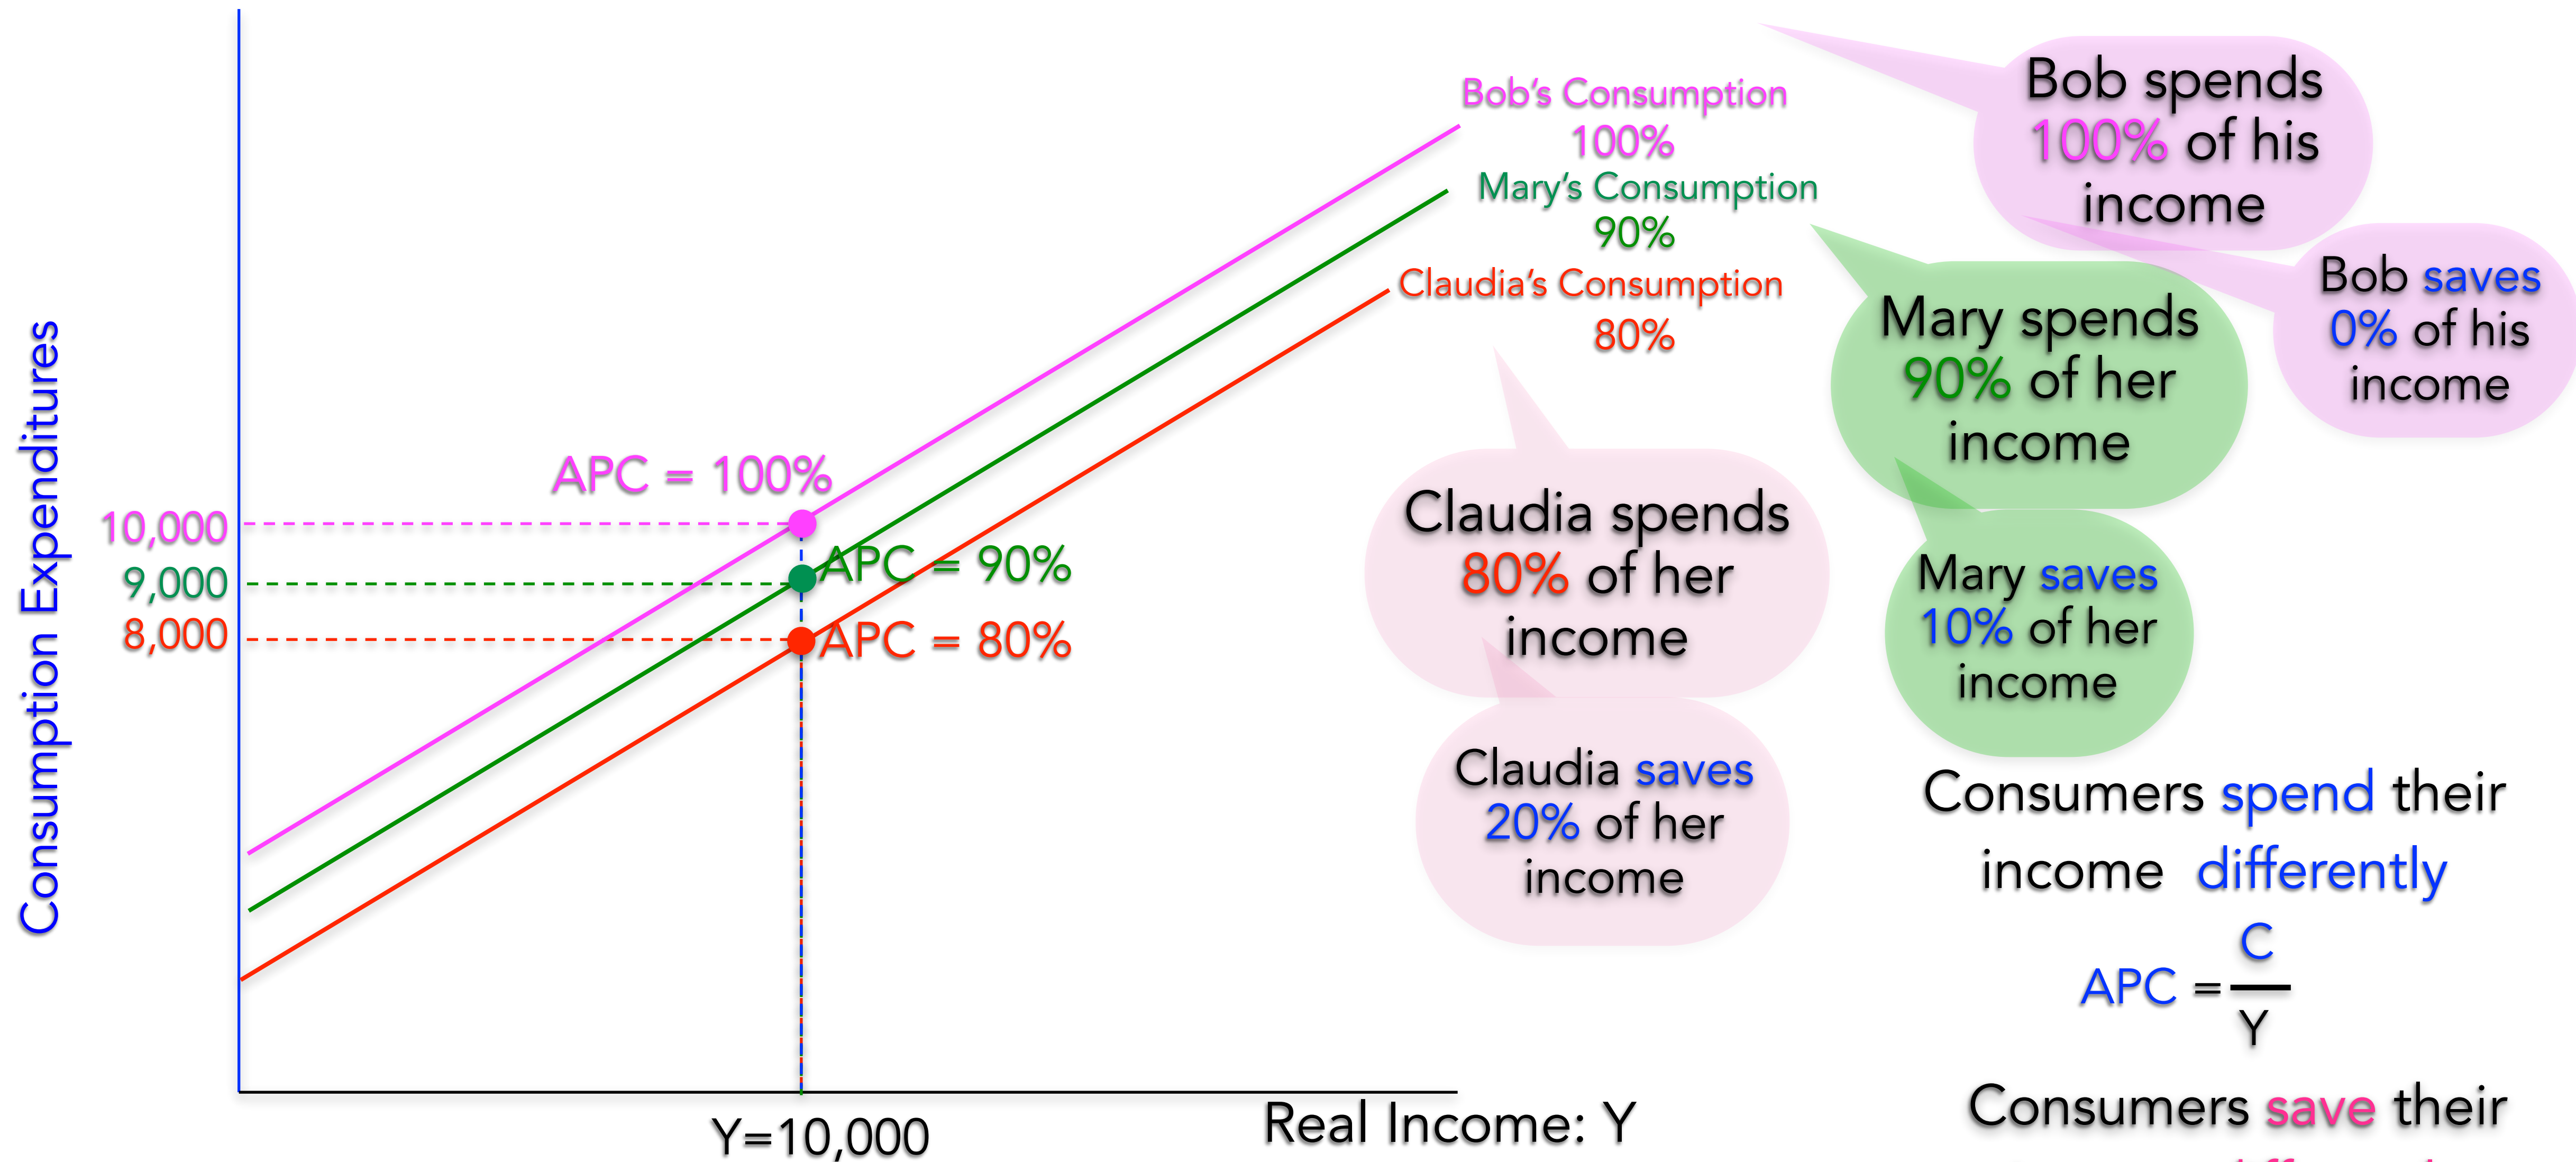 Consumption Expenditures
Bob's Consumption
100%
Mary's Consumption
90%
Claudia's Consumption
80%
APC = 100%
APC = 90%
APC = 80%
10,000
9,000
8,000
Y=10,000
Real Income: Y
Bob spends
100% of his
income
Bob saves
0% of his
income
Mary spends
90% of her
income
Mary saves
10% of her
income
Claudia spends
80% of her
income
Claudia saves
20% of her
income
Consumers spend their
income differently
APC = C
Y
Consumers save their